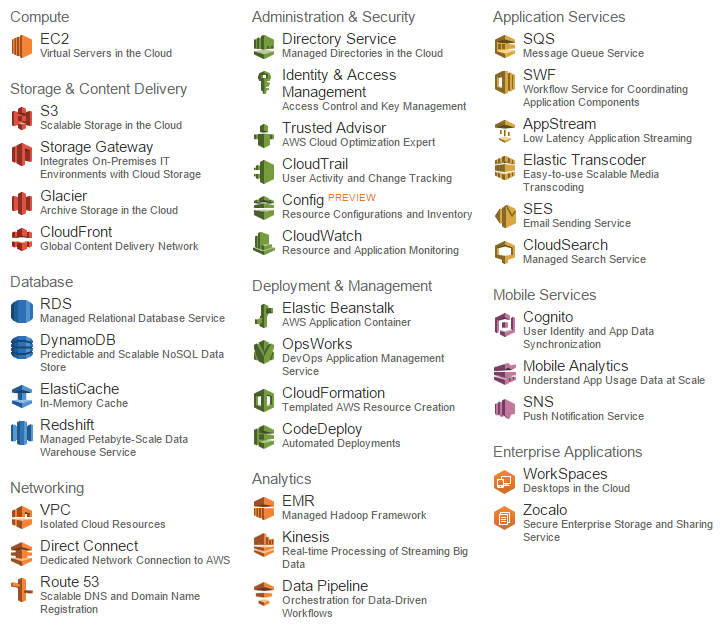 Compute
EC2
Virtual Servers in the Cloud
Storage & Content Delivery
S3
Scalable Storage in the Cloud
Storage Gateway
Integrates On-Premises IT
Environments with Cloud Storage
Glacier
Archive Storage in the Cloud
CloudFront
Global Content Delivery Network
Database
RDS
Managed Relational Database Service
DynamoDB
Predictable and Scalable NoSQL Data
Store
ElastiCache
In-Memory Cache
Redshift
Managed Petabyte-Scale Data
Warehouse Service
Networking
VPC
Isolated Cloud Resources
Direct Connect
Dedicated Network Connection to AWS
Route 53
Scalable DNS and Domain Name
Registration
Administration & Security
Directory Service
Managed Directories in the Cloud
Identity & Access
Management
Access Control and Key Management
Trusted Advisor
AWS Cloud Optimization Expert
CloudTrail
User Activity and Change Tracking
Config PREVIEW
Resource Configurations and Inventory
CloudWatch
Resource and Application Monitoring
Deployment & Management
Elastic Beanstalk
AWS Application Container
OpsWorks
DevOps Application Management
Service
CloudFormation
Templated AWS Resource Creation
CodeDeploy
Automated Deployments
Analytics
EMR
Managed Hadoop Framework
Kinesis
Real-time Processing of Streaming Big
Data
Data Pipeline
Orchestration for Data-Driven
Workflows
Application Services
SQS
Message Queue Service
SWF
Workflow Service for Coordinating
Application Components
AppStream
Low Latency Application Streaming
Elastic Transcoder
Easy-to-use Scalable Media
Transcoding
SES
Email Sending Service
CloudSearch
Managed Search Service
Mobile Services
Cognito
User Identity and App Data
Synchronization
Mobile Analytics
Understand App Usage Data at Scale
SNS
Push Notification Service
Enterprise Applications
WorkSpaces
Desktops in the Cloud
Zocalo
Secure Enterprise Storage and Sharing
Service